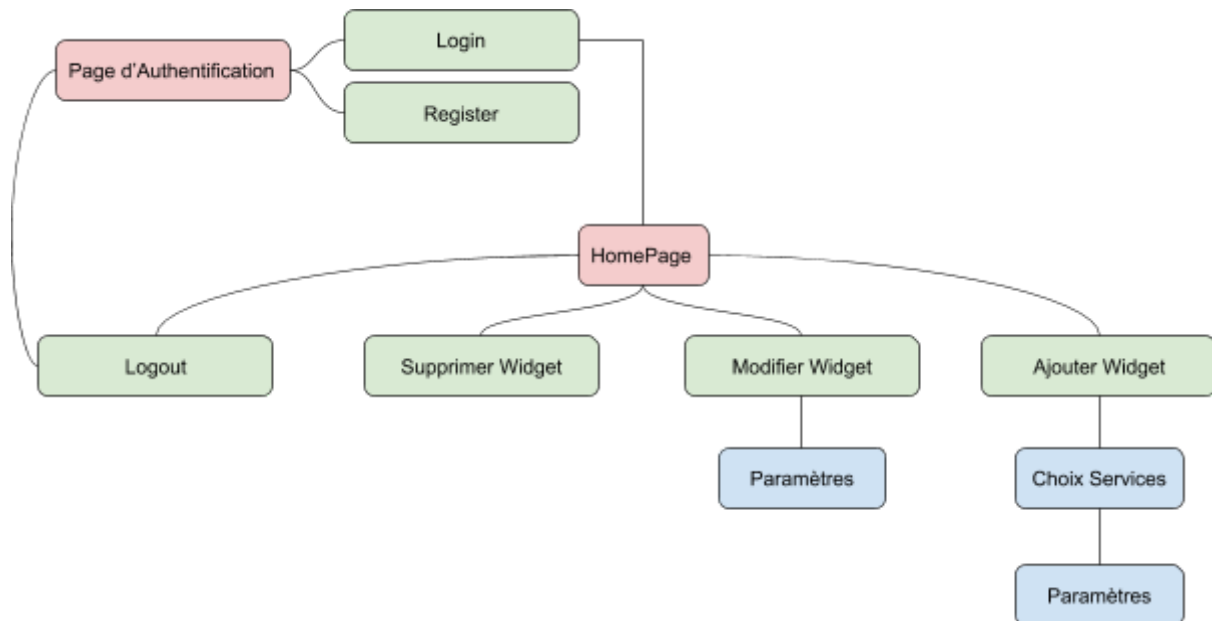 Login
Page d'Authentification
Register
HomePage
Logout
Supprimer Widget
Modifier Widget
Ajouter Widget
Paramètres
Choix Services
Paramètres